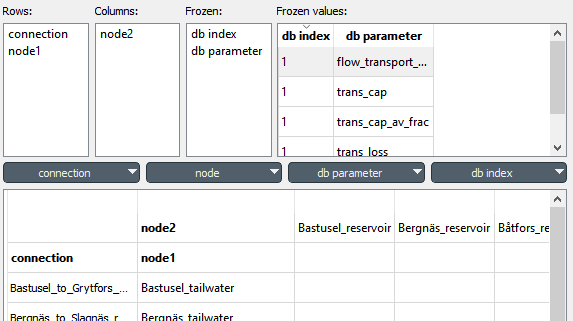 Rows: Columns: Frozen: Frozen values:
connection node2 db index db index db parameter
node1 db parameter
1 flow_transport_...
1 trans_cap
1 trans_cap_av_frac
1 trans_loss
connection node db parameter db index
node2 Bastusel_reservoir Bergnäs_reservoir Båtfors_re
connection node1
Bastusel_to_Grytfors_... Bastusel_tailwater
Bergnäs_to_Slagnäs_r Bergnäs_tailwater